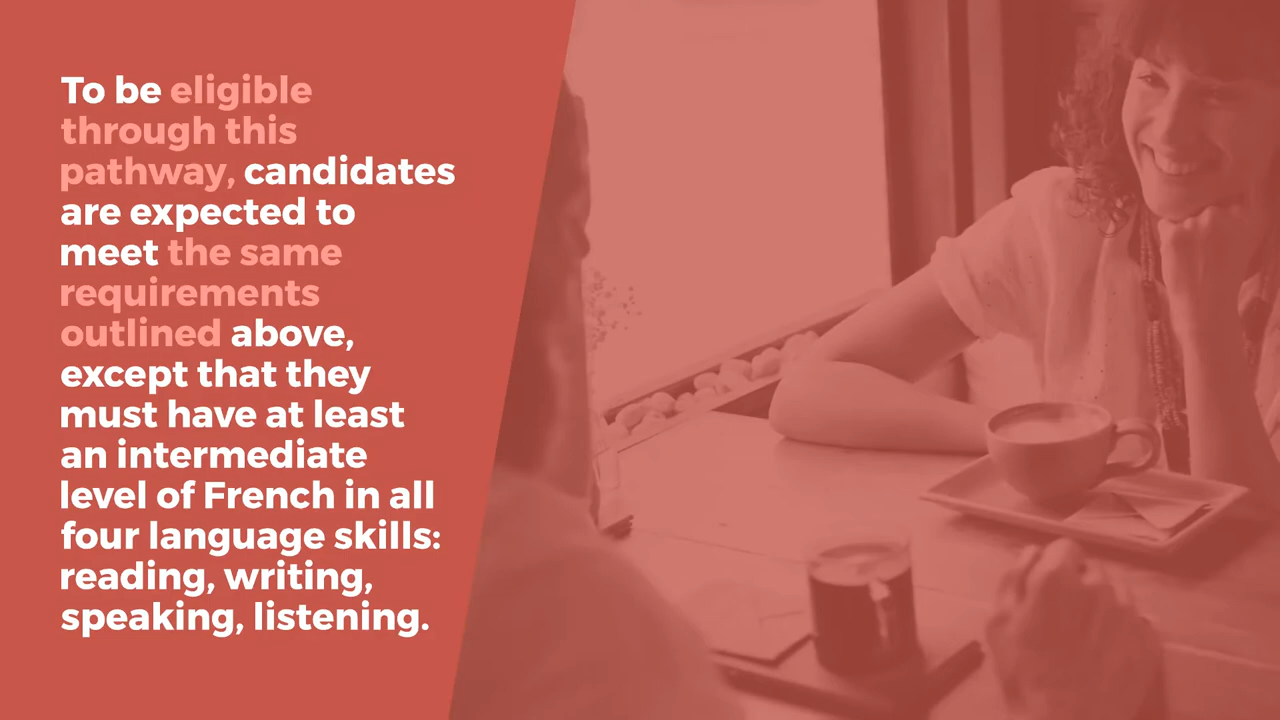 To be eligible
through this
pathway, candidates
are expected to
meet the same
requirements
outlined above,
except that they
must have at least
an intermediate
level of French in all
four language skills:
reading, writing,
speaking, listening.